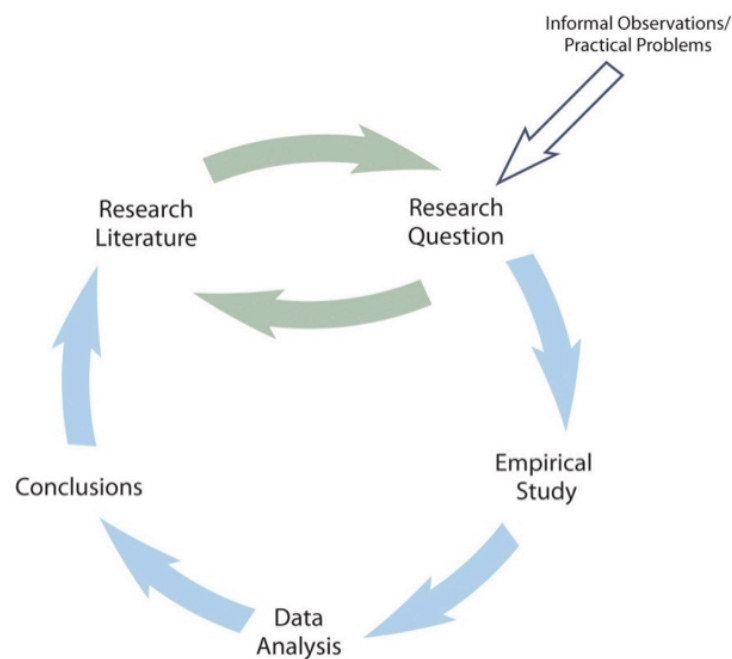 Informal Observations/
Practical Problems
Research
Literature
Research
Question
Empirical
Study
Conclusions
Data
Analysis